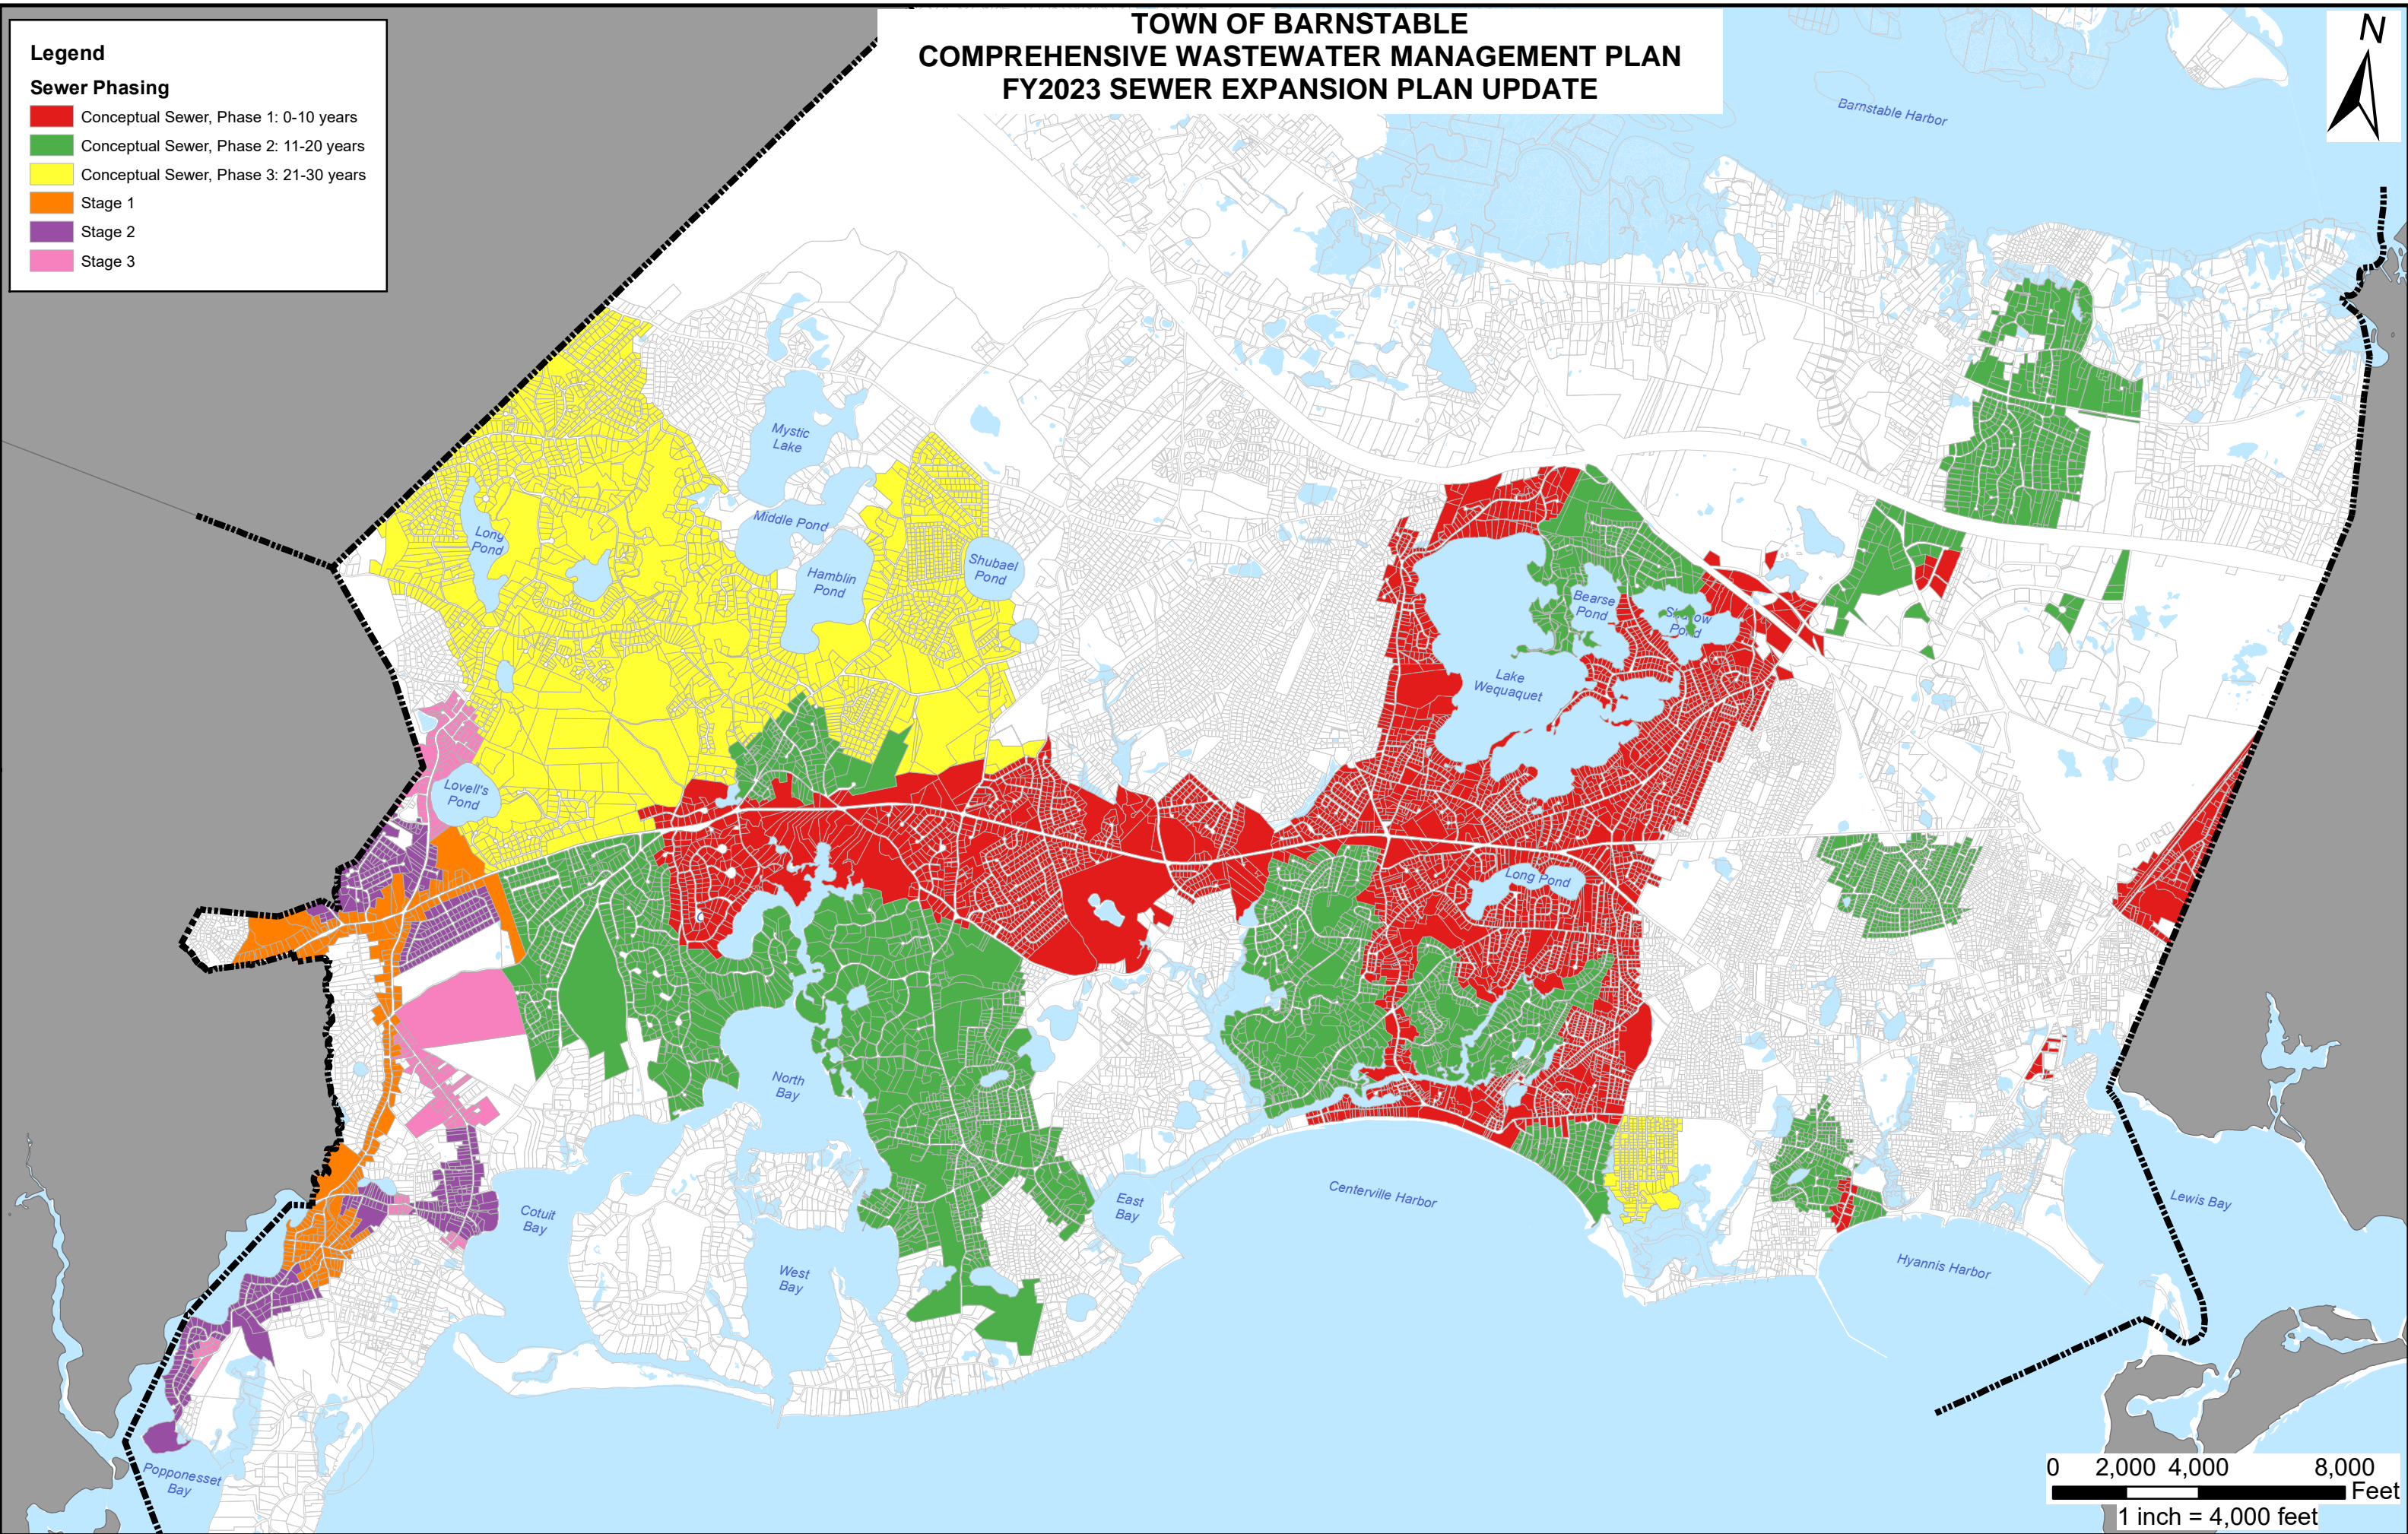 TOWN OF BARNSTABLE
COMPREHENSIVE WASTEWATER MANAGEMENT PLAN
FY2023 SEWER EXPANSION PLAN UPDATE
N
Legend
Sewer Phasing
Conceptual Sewer, Phase 1: 0-10 years
Conceptual Sewer, Phase 2: 11-20 years
Conceptual Sewer, Phase 3: 21-30 years
Stage 1
Stage 2
Stage 3
Barnstable Harbor
Mystic
Lake
Middle Pond
Long
Pond
Hamblin
Pond
Shubael
Pond
Bearse
Pond
Pond
Lake
Wequaquet
Lovell's
Pond
Long Pond
North
Bay
Cotuit
Bay
West
Bay
East
Bay
Centerville Harbor
Lewis Bay
Hyannis Harbor
Popponesset
Bay
0 2,000 4,000 8,000
Feet
1 inch = 4,000 feet